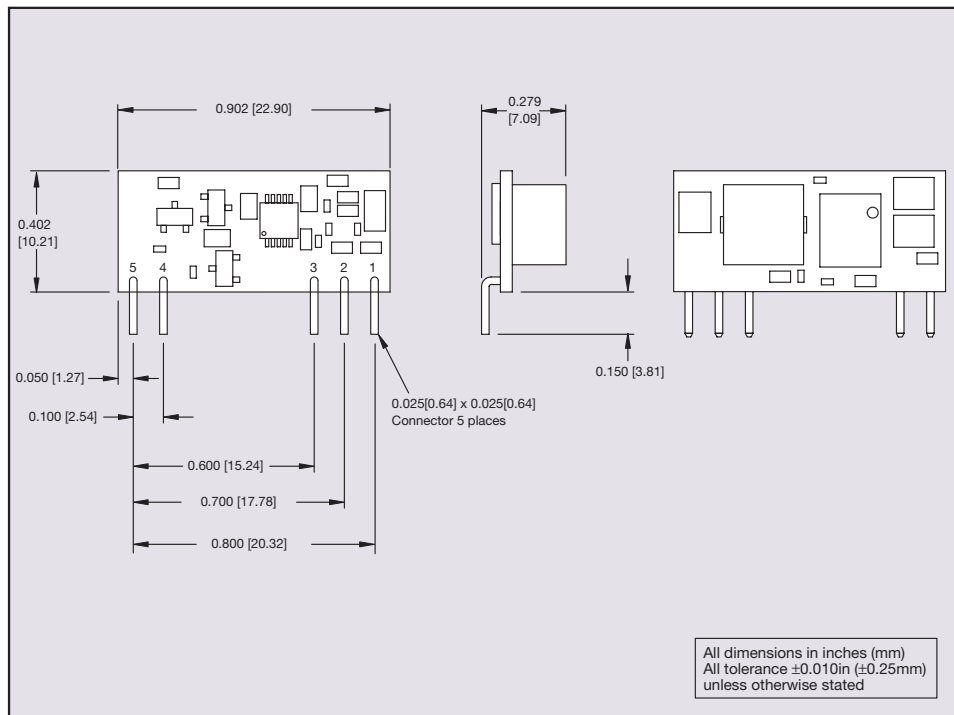 0.902 [22.90]
0.279
[7.09]
0.402
[10.21]
5 4 3 2 1
0.050 [1.27]
0.150 [3.81]
0.025[0.64] x 0.025[0.64]
Connector 5 places
0.100 [2.54]
0.600 [15.24]
0.700 [17.78]
0.800 [20.32]
All dimensions in inches (mm)
All tolerance ±0.010in (±0.25mm)
unless otherwise stated